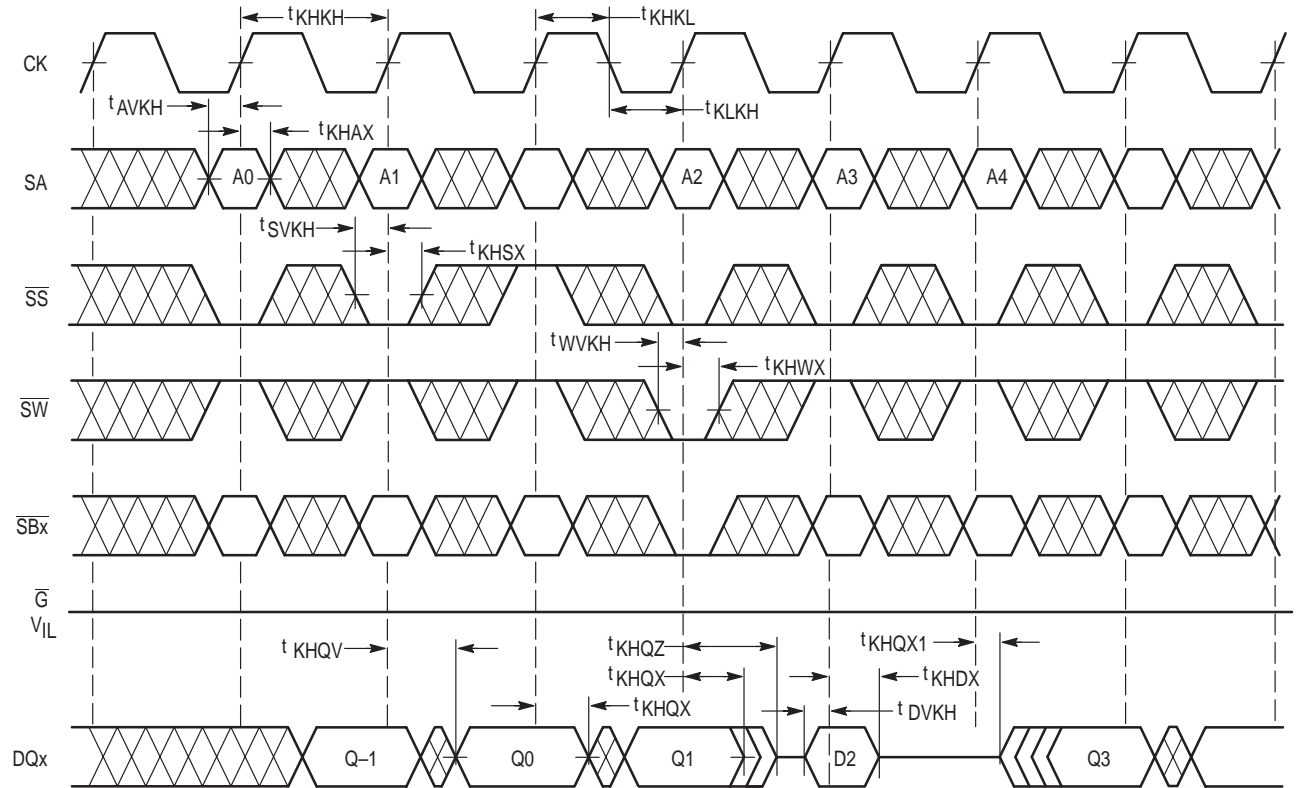 tKHKH tKHKL
CK
tAVKH tKLKH
tKHAX
SA A0 A1 A2 A3 A4
tSVKH tKHSX
SS
tWVKH tKHWX
SW
SBx
G
VIL
tKHQV tKHQZ tKHQX1
tKHQX tKHDX
tKHQX tDVKH
DQx Q–1 Q0 Q1 D2 Q3